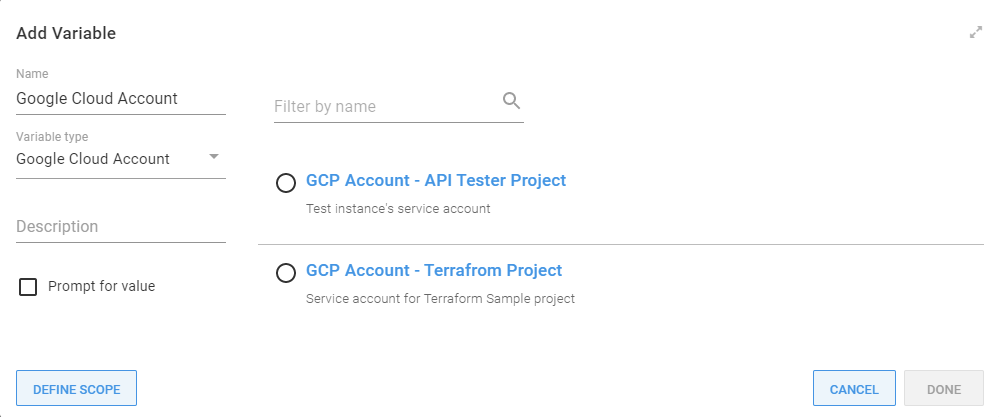 Add Variable
Name
Google Cloud Account
Variable type
Google Cloud Account
Description
Prompt for value
Filter by name
GCP Account - API Tester Project
Test instance's service account
GCP Account - Terrafrom Project
Service account for Terraform Sample project
DEFINE SCOPE
CANCEL
DONE